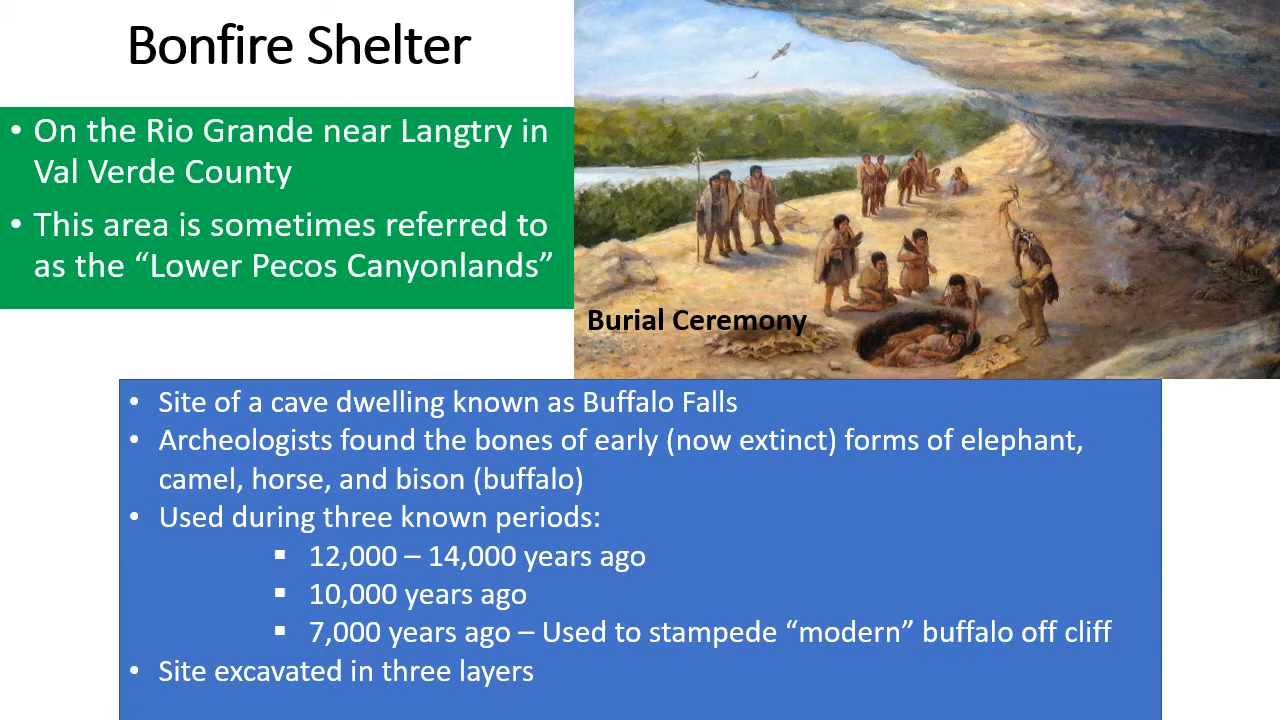 Bonfire Shelter
• On the Rio Grande near Langtry in
Val Verde County
• This area is sometimes referred to
as the “Lower Pecos Canyonlands”
Burial Ceremony
• Site of a cave dwelling known as Buffalo Falls
• Archeologists found the bones of early (now extinct) forms of elephant,
camel, horse, and bison (buffalo)
• Used during three known periods:
▪ 12,000 – 14,000 years ago
▪ 10,000 years ago
▪ 7,000 years ago – Used to stampede “modern” buffalo off cliff
• Site excavated in three layers